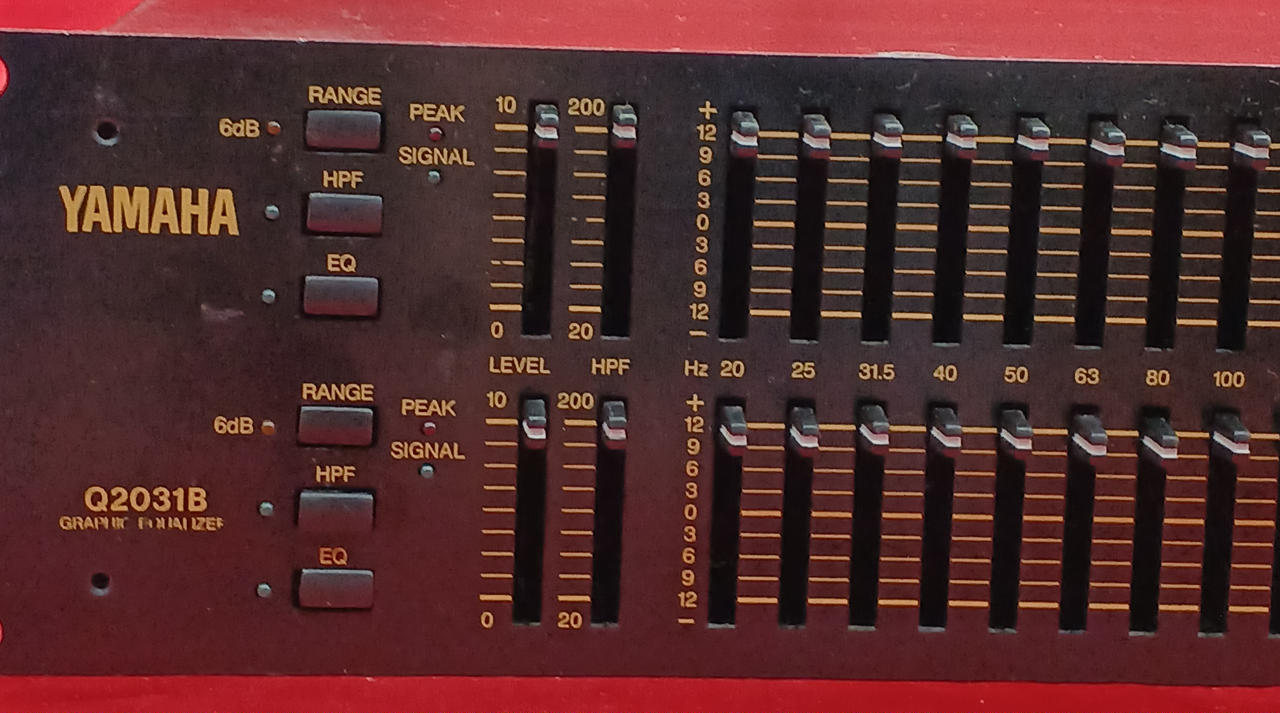 RANGE
PEAK
10 200 +
6dB
12
SIGNAL
9
HPF
6
YAMAHA
3
0
3
EQ
6
9
12
0 20 −
LEVEL HPF Hz 20 25 31.5 40 50 63 80 100
RANGE
PEAK
10 200 +
6dB
12
SIGNAL
9
HPF
6
Q2031B
3
GRAPHIC EQUALIZER
0
3
EQ
6
9
12
0 20 −